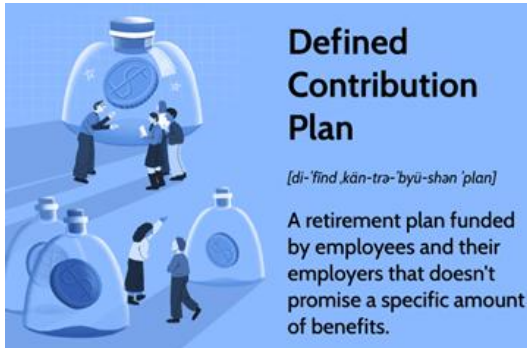 Defined
Contribution
Plan
[di-ˈfīnd ˌkän-trə-ˈbyü-shən ˈplan]
A retirement plan funded
by employees and their
employers that doesn't
promise a specific amount
of benefits.